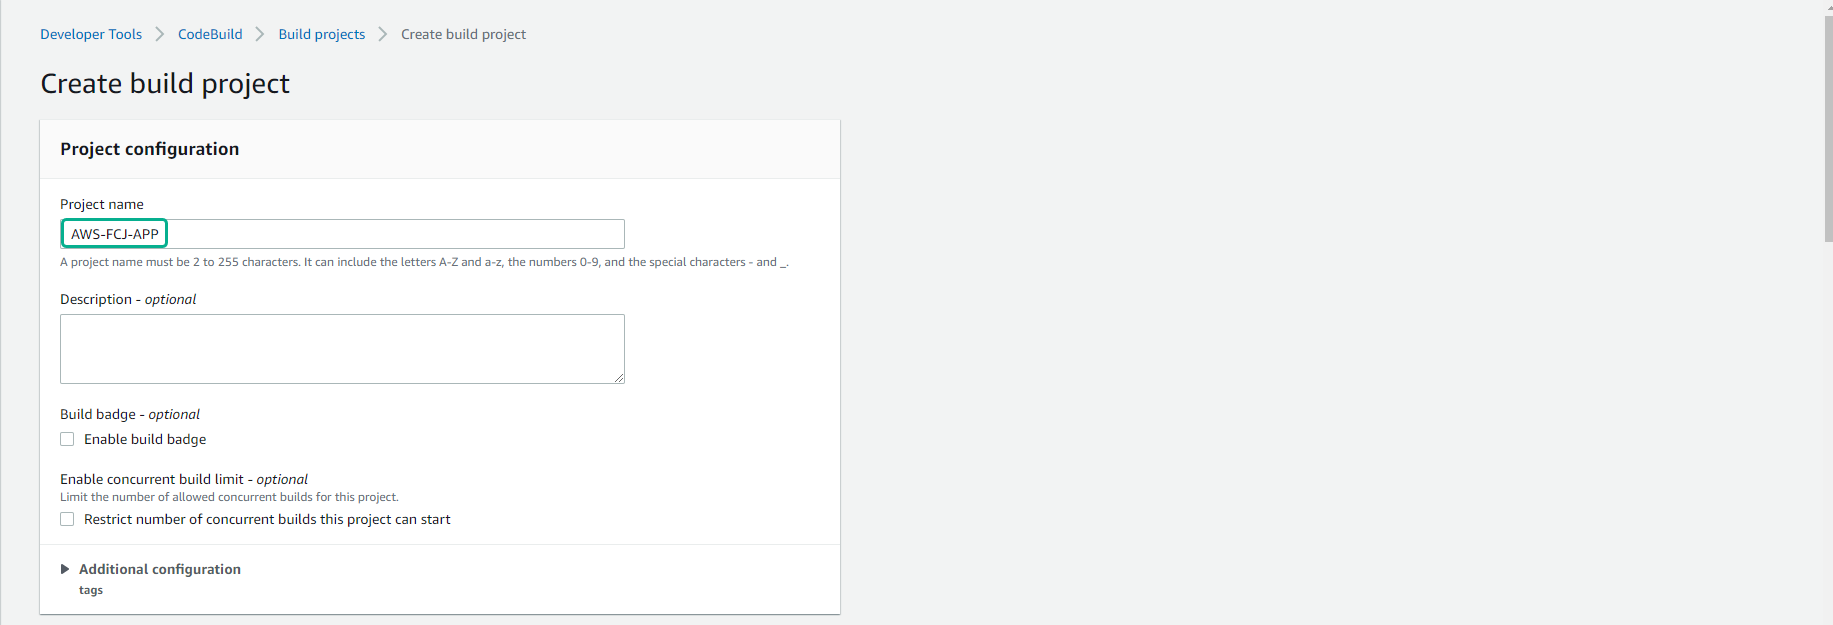 Developer Tools > CodeBuild > Build projects > Create build project
Create build project
Project configuration
Project name
AWS-FCJ-APP
A project name must be 2 to 255 characters. It can include the letters A-Z and a-z, the numbers 0-9, and the special characters - and _.
Description - optional
Build badge - optional
Enable build badge
Enable concurrent build limit - optional
Limit the number of allowed concurrent builds for this project.
Restrict number of concurrent builds this project can start
Additional configuration
tags